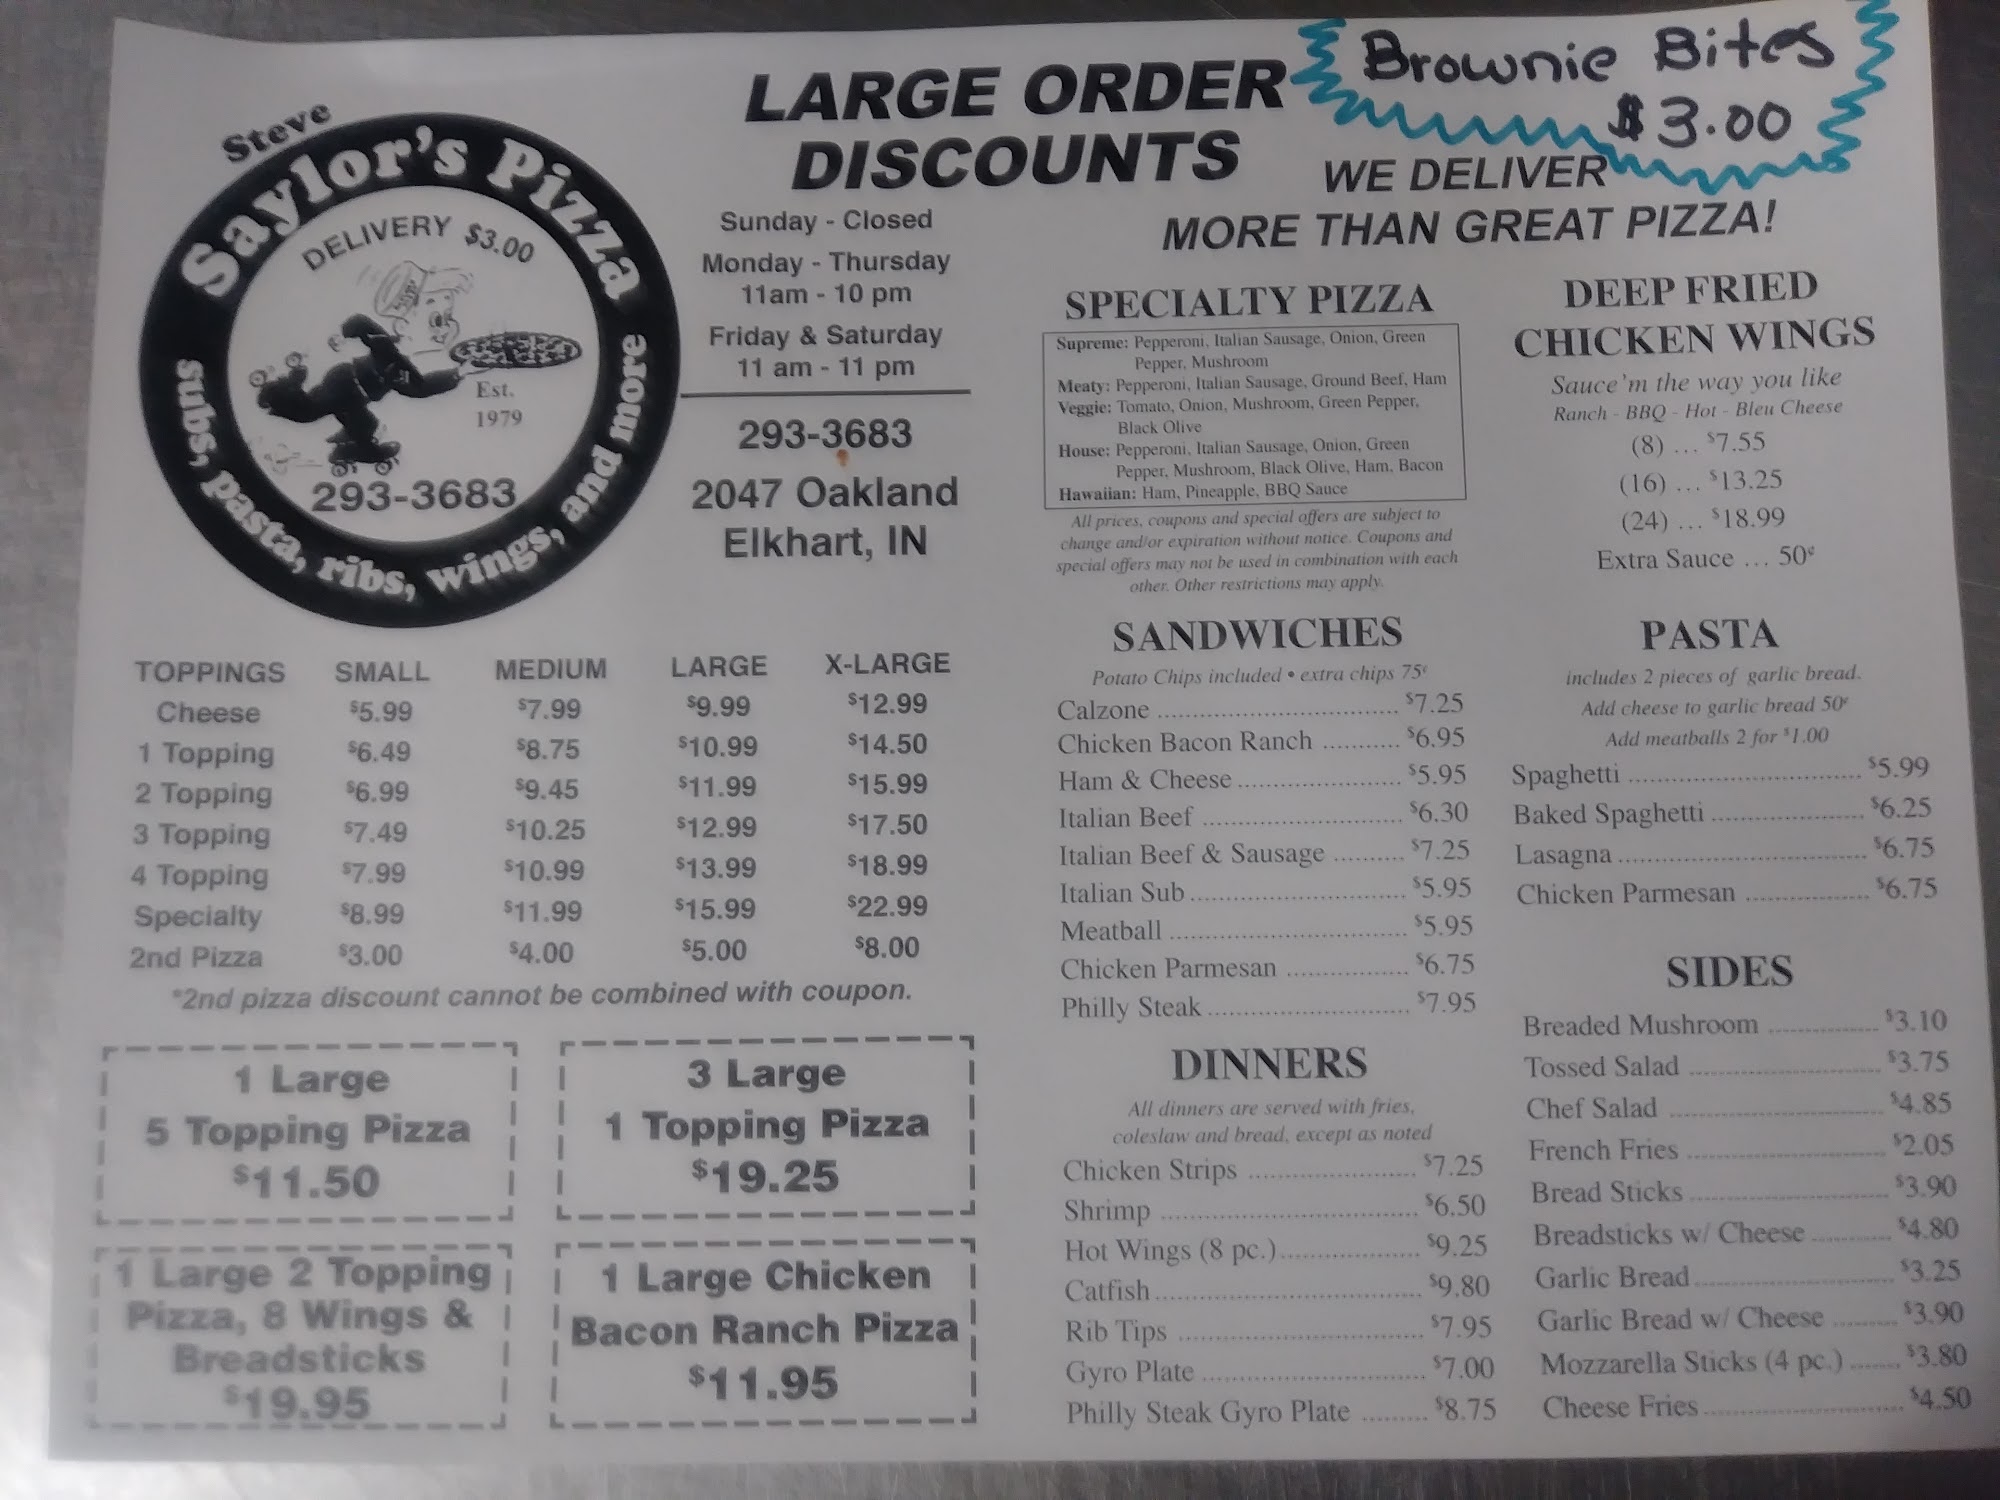 Steve
Saylor's Pizza
DELIVERY $3.00
Est.
1979
293-3683
subs, pasta, ribs, wings, and more
LARGE ORDER
DISCOUNTS
Sunday - Closed
Monday - Thursday
11am - 10 pm
Friday & Saturday
11 am - 11 pm
293-3683
2047 Oakland
Elkhart, IN
Brownie Bites
$3.00
WE DELIVER
MORE THAN GREAT PIZZA!
TOPPINGS SMALL MEDIUM LARGE X-LARGE
Cheese $5.99 $7.99 $9.99 $12.99
1 Topping $6.49 $8.75 $10.99 $14.50
2 Topping $6.99 $9.45 $11.99 $15.99
3 Topping $7.49 $10.25 $12.99 $17.50
4 Topping $7.99 $10.99 $13.99 $18.99
Specialty $8.99 $11.99 $15.99 $22.99
2nd Pizza $3.00 $4.00 $5.00 $8.00
*2nd pizza discount cannot be combined with coupon.
1 Large
5 Topping Pizza
$11.50
3 Large
1 Topping Pizza
$19.25
1 Large 2 Topping
Pizza, 8 Wings &
Breadsticks
$19.95
1 Large Chicken
Bacon Ranch Pizza
$11.95
SPECIALTY PIZZA
Supreme: Pepperoni, Italian Sausage, Onion, Green
Pepper, Mushroom
Meaty: Pepperoni, Italian Sausage, Ground Beef, Ham
Veggie: Tomato, Onion, Mushroom, Green Pepper,
Black Olive
House: Pepperoni, Italian Sausage, Onion, Green
Pepper, Mushroom, Black Olive, Ham, Bacon
Hawaiian: Ham, Pineapple, BBQ Sauce
All prices, coupons and special offers are subject to
change and/or expiration without notice. Coupons and
special offers may not be used in combination with each
other. Other restrictions may apply.
SANDWICHES
Potato Chips included • extra chips 75¢
Calzone ................................ $7.25
Chicken Bacon Ranch ........... $6.95
Ham & Cheese ...................... $5.95
Italian Beef ........................... $6.30
Italian Beef & Sausage .......... $7.25
Italian Sub ............................. $5.95
Meatball ................................ $5.95
Chicken Parmesan ................. $6.75
Philly Steak ........................... $7.95
DINNERS
All dinners are served with fries,
coleslaw and bread, except as noted
Chicken Strips ...................... $7.25
Shrimp .................................. $6.50
Hot Wings (8 pc.) .................. $9.25
Catfish ................................... $9.80
Rib Tips ................................ $7.95
Gyro Plate ............................. $7.00
Philly Steak Gyro Plate ......... $8.75
DEEP FRIED
CHICKEN WINGS
Sauce'm the way you like
Ranch - BBQ - Hot - Bleu Cheese
(8) ... $7.55
(16) ... $13.25
(24) ... $18.99
Extra Sauce ... 50¢
PASTA
includes 2 pieces of garlic bread.
Add cheese to garlic bread 50¢
Add meatballs 2 for $1.00
Spaghetti ............................... $5.99
Baked Spaghetti .................... $6.25
Lasagna ................................. $6.75
Chicken Parmesan ................. $6.75
SIDES
Breaded Mushroom ............... $3.10
Tossed Salad ......................... $3.75
Chef Salad ............................ $4.85
French Fries .......................... $2.05
Bread Sticks .......................... $3.90
Breadsticks w/ Cheese .......... $4.80
Garlic Bread .......................... $3.25
Garlic Bread w/ Cheese ......... $3.90
Mozzarella Sticks (4 pc.) ....... $3.80
Cheese Fries .......................... $4.50